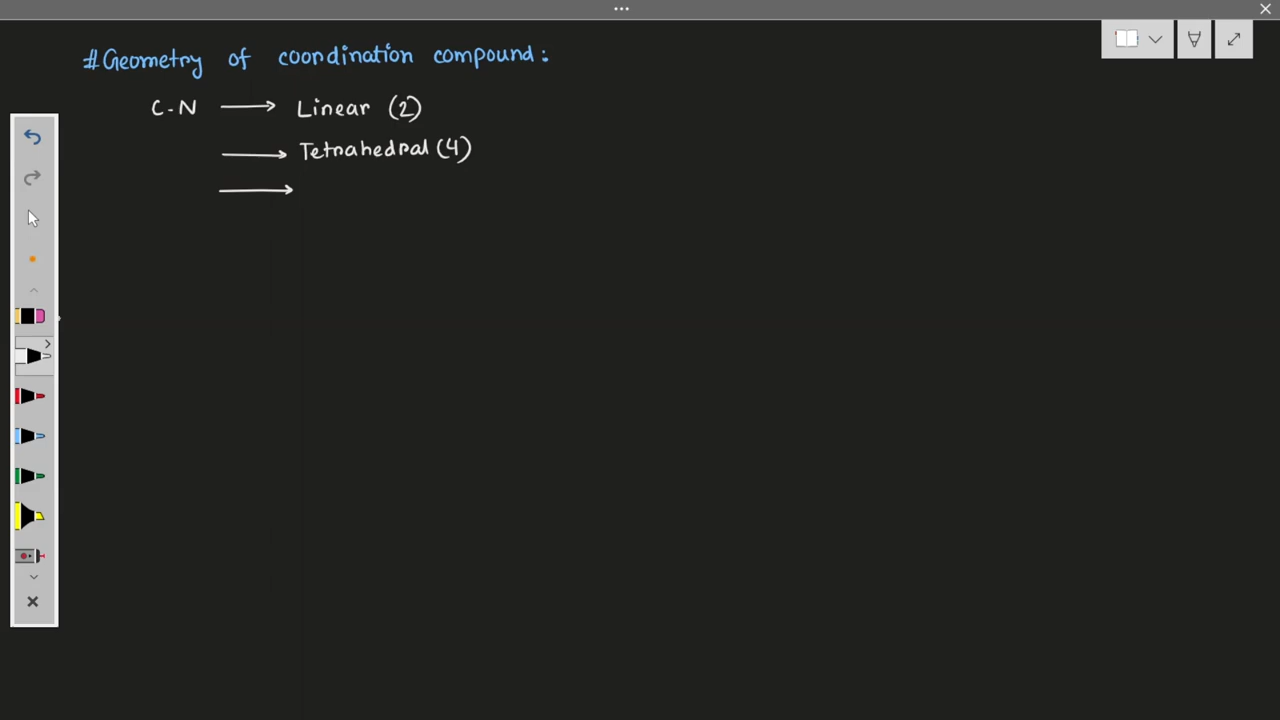 #Geometry of coordination compound:
C-N → Linear (2)
→ Tetrahedral (4)
→